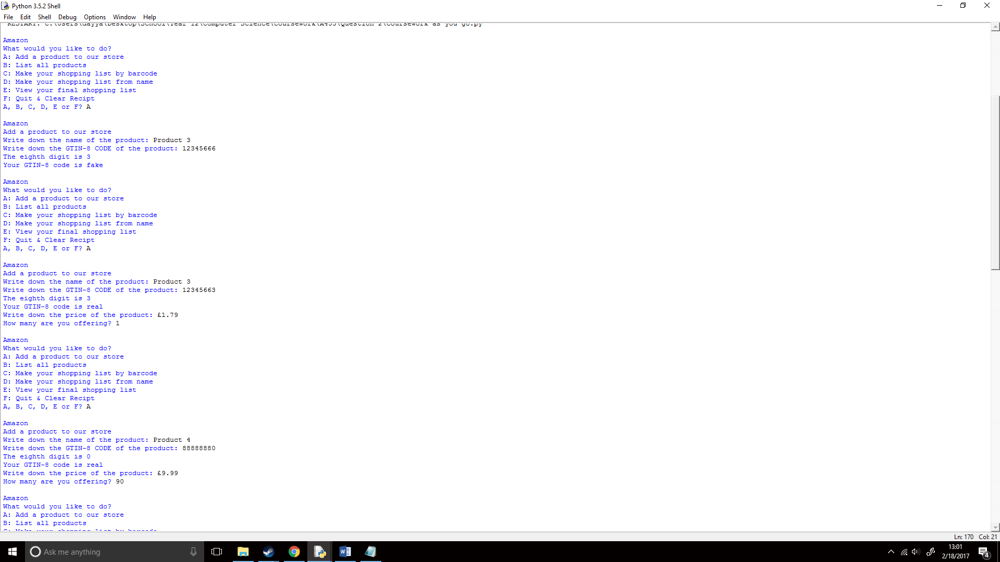 Python 3.5.2 Shell
File Edit Shell Debug Options Window Help
RESTART: C:\Users\dayya\Desktop\School\Year 12\Computer Science\Coursework\A453\Question 2\Coursework as you go.py
Amazon
What would you like to do?
A: Add a product to our store
B: List all products
C: Make your shopping list by barcode
D: Make your shopping list from name
E: View your final shopping list
F: Quit & Clear Recipt
A, B, C, D, E or F? A
Amazon
Add a product to our store
Write down the name of the product: Product 3
Write down the GTIN-8 CODE of the product: 12345666
The eighth digit is 3
Your GTIN-8 code is fake
Amazon
What would you like to do?
A: Add a product to our store
B: List all products
C: Make your shopping list by barcode
D: Make your shopping list from name
E: View your final shopping list
F: Quit & Clear Recipt
A, B, C, D, E or F? A
Amazon
Add a product to our store
Write down the name of the product: Product 3
Write down the GTIN-8 CODE of the product: 12345663
The eighth digit is 3
Your GTIN-8 code is real
Write down the price of the product: £1.79
How many are you offering? 1
Amazon
What would you like to do?
A: Add a product to our store
B: List all products
C: Make your shopping list by barcode
D: Make your shopping list from name
E: View your final shopping list
F: Quit & Clear Recipt
A, B, C, D, E or F? A
Amazon
Add a product to our store
Write down the name of the product: Product 4
Write down the GTIN-8 CODE of the product: 88888880
The eighth digit is 0
Your GTIN-8 code is real
Write down the price of the product: £9.99
How many are you offering? 90
Amazon
What would you like to do?
A: Add a product to our store
B: List all products
C: Make your shopping list by barcode
Ln: 170 Col: 21
Ask me anything
13:01
2/18/2017
4